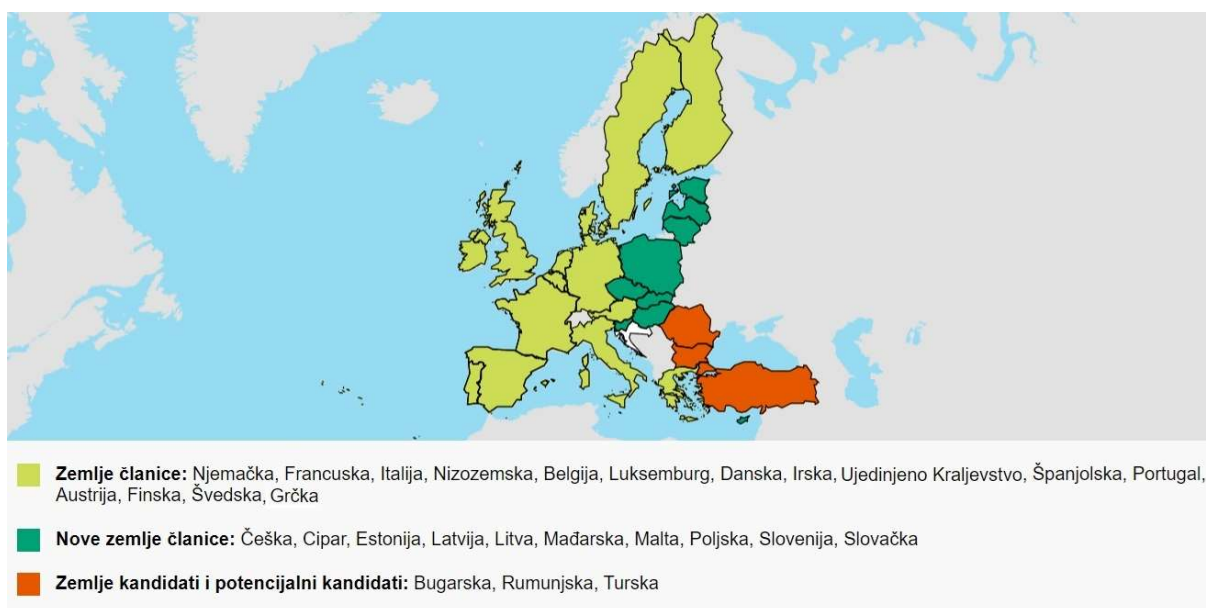 Zemlje članice: Njemačka, Francuska, Italija, Nizozemska, Belgija, Luksemburg, Danska, Irska, Ujedinjeno Kraljevstvo, Španjolska, Portugal,
Austrija, Finska, Švedska, Grčka
Nove zemlje članice: Češka, Cipar, Estonija, Latvija, Litva, Mađarska, Malta, Poljska, Slovenija, Slovačka
Zemlje kandidati i potencijalni kandidati: Bugarska, Rumunjska, Turska